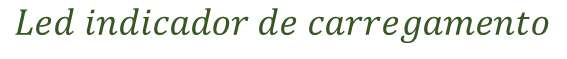 Led indicador de carregamento